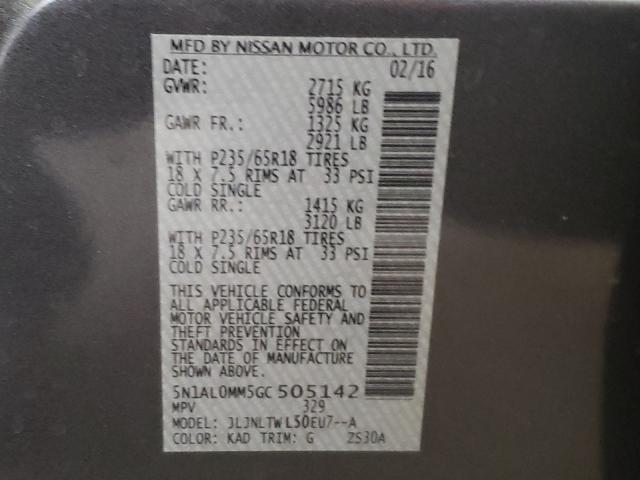 MFD BY NISSAN MOTOR CO., LTD.
DATE: 02/16
GVWR: 2715 KG
5986 LB
GAWR FR.: 1325 KG
2921 LB
WITH P235/65R18 TIRES
18 X 7.5 RIMS AT 33 PSI
COLD SINGLE
GAWR RR.: 1415 KG
3120 LB
WITH P235/65R18 TIRES
18 X 7.5 RIMS AT 33 PSI
COLD SINGLE
THIS VEHICLE CONFORMS TO
ALL APPLICABLE FEDERAL
MOTOR VEHICLE SAFETY AND
THEFT PREVENTION
STANDARDS IN EFFECT ON
THE DATE OF MANUFACTURE
SHOWN ABOVE.
5N1AL0MM5GC505142
MPV 329
MODEL: JLJNLTWL50EU7--A
COLOR: KAD TRIM: G ZS30A